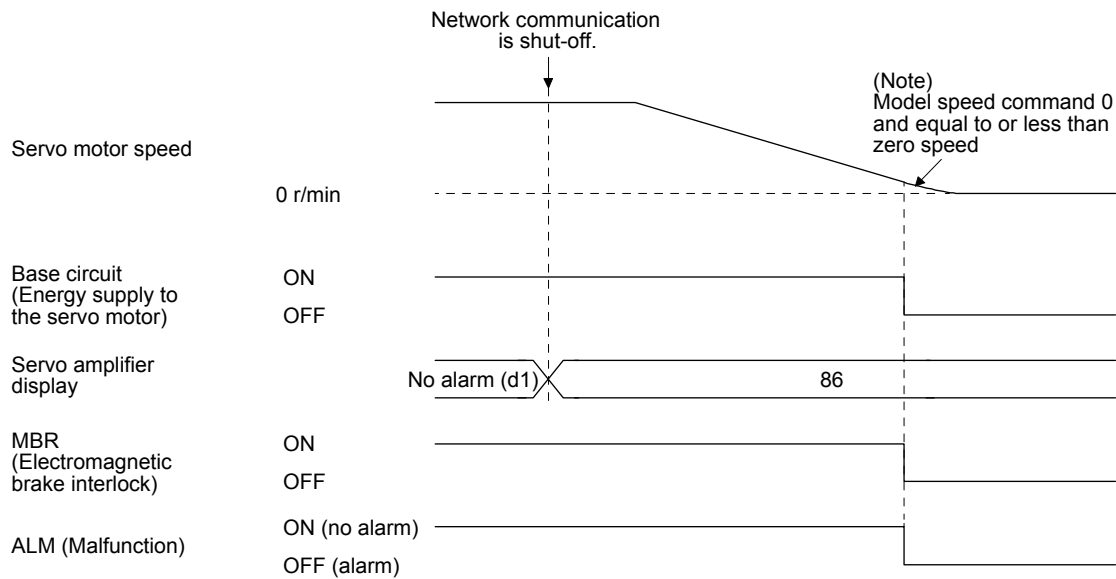 Network communication
is shut-off.
(Note)
Model speed command 0
and equal to or less than
zero speed
Servo motor speed
0 r/min
Base circuit
(Energy supply to
the servo motor)
ON
OFF
Servo amplifier
display
No alarm (d1)
86
MBR
(Electromagnetic
brake interlock)
ON
OFF
ALM (Malfunction)
ON (no alarm)
OFF (alarm)